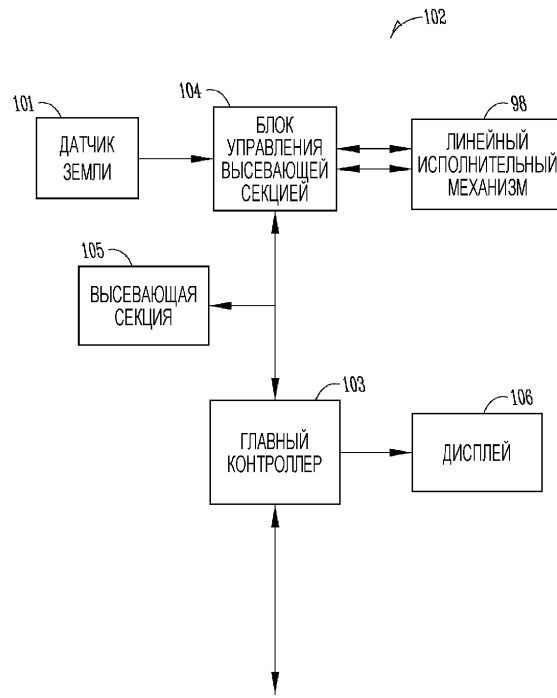 102
101
ДАТЧИК
ЗЕМЛИ
104
БЛОК
УПРАВЛЕНИЯ
ВЫСЕВАЮЩЕЙ
СЕКЦИЕЙ
98
ЛИНЕЙНЫЙ
ИСПОЛНИТЕЛЬНЫЙ
МЕХАНИЗМ
105
ВЫСЕВАЮЩАЯ
СЕКЦИЯ
103
ГЛАВНЫЙ
КОНТРОЛЛЕР
106
ДИСПЛЕЙ